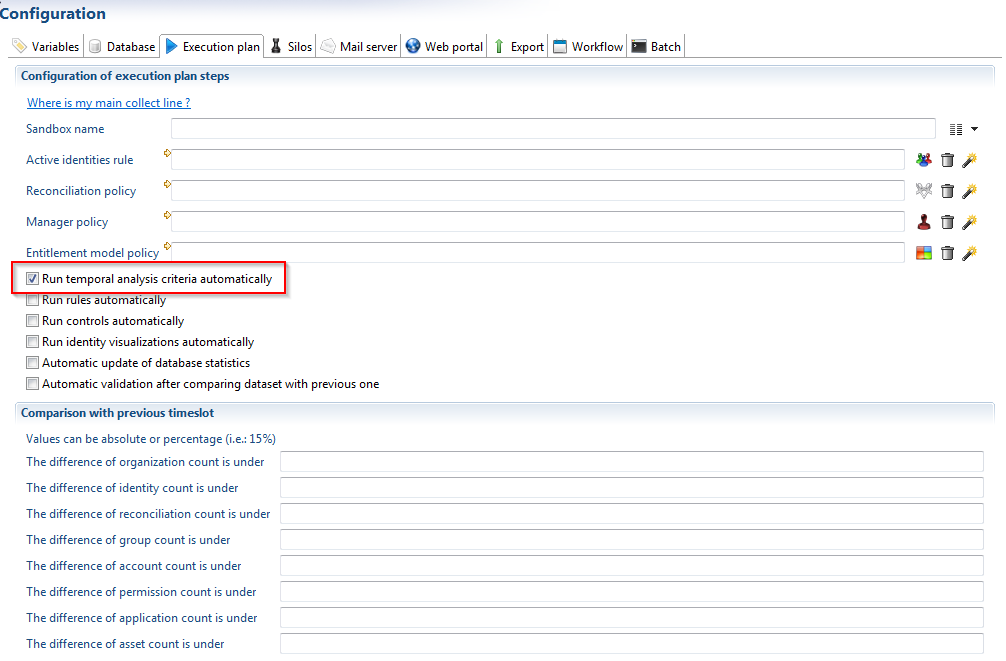 Configuration
Variables Database Execution plan Silos Mail server Web portal Export Workflow Batch
Configuration of execution plan steps
Where is my main collect line ?
Sandbox name
Active identities rule
Reconciliation policy
Manager policy
Entitlement model policy
Run temporal analysis criteria automatically
Run rules automatically
Run controls automatically
Run identity visualizations automatically
Automatic update of database statistics
Automatic validation after comparing dataset with previous one
Comparison with previous timeslot
Values can be absolute or percentage (i.e.: 15%)
The difference of organization count is under
The difference of identity count is under
The difference of reconciliation count is under
The difference of group count is under
The difference of account count is under
The difference of permission count is under
The difference of application count is under
The difference of asset count is under